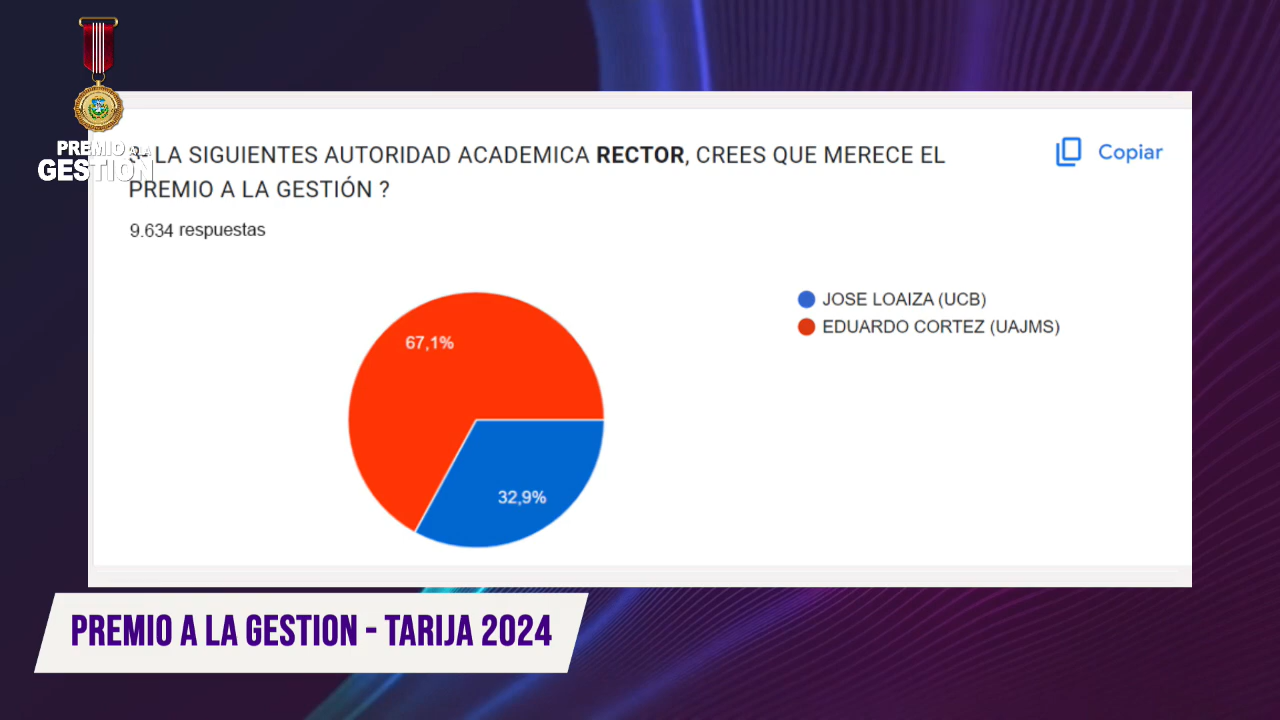 PREMIO A LA
GESTION
LA SIGUIENTES AUTORIDAD ACADEMICA RECTOR, CREES QUE MERECE EL
PREMIO A LA GESTIÓN ?
Copiar
9.634 respuestas
JOSE LOAIZA (UCB)
EDUARDO CORTEZ (UAJMS)
67,1%
32,9%
PREMIO A LA GESTION - TARIJA 2024